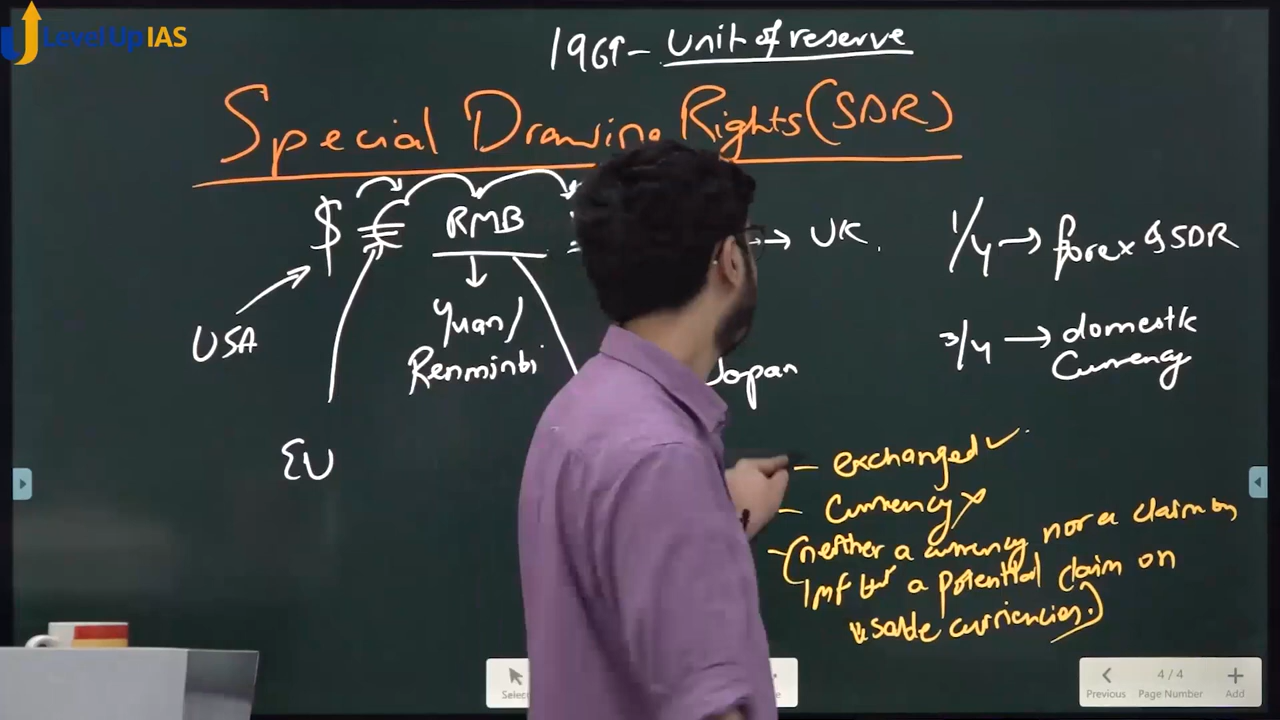 LevelUp IAS
1969 - Unit of reserve
Special Drawing Rights (SDR)
$ € RMB → UK.
1/4 → forex & SDR
USA
Yuan/
Renminbi
Japan
3/4 → domestic
Currency
EU
- exchanged ✓
- Currency ✗
- (neither a currency nor a claim on
IMF but a potential claim on
usable currencies.)
Select
Previous
4 / 4
Page Number
Add